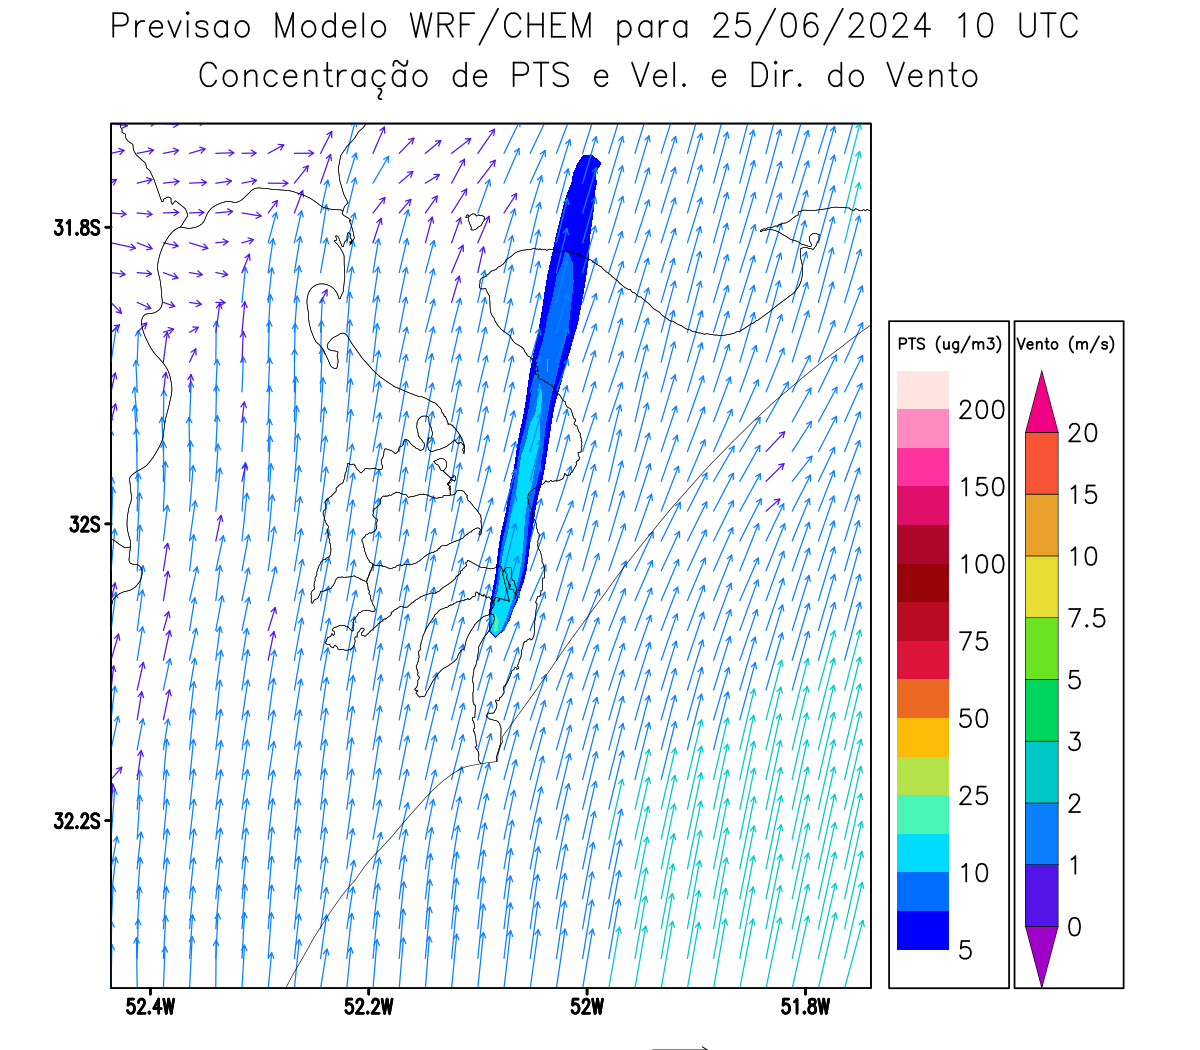 Previsao Modelo WRF/CHEM para 25/06/2024 10 UTC
Concentração de PTS e Vel. e Dir. do Vento
31.8S
32S
32.2S
52.4W
52.2W
52W
51.8W
PTS (ug/m3)
200
150
100
75
50
25
10
5
Vento (m/s)
20
15
10
7.5
5
3
2
1
0